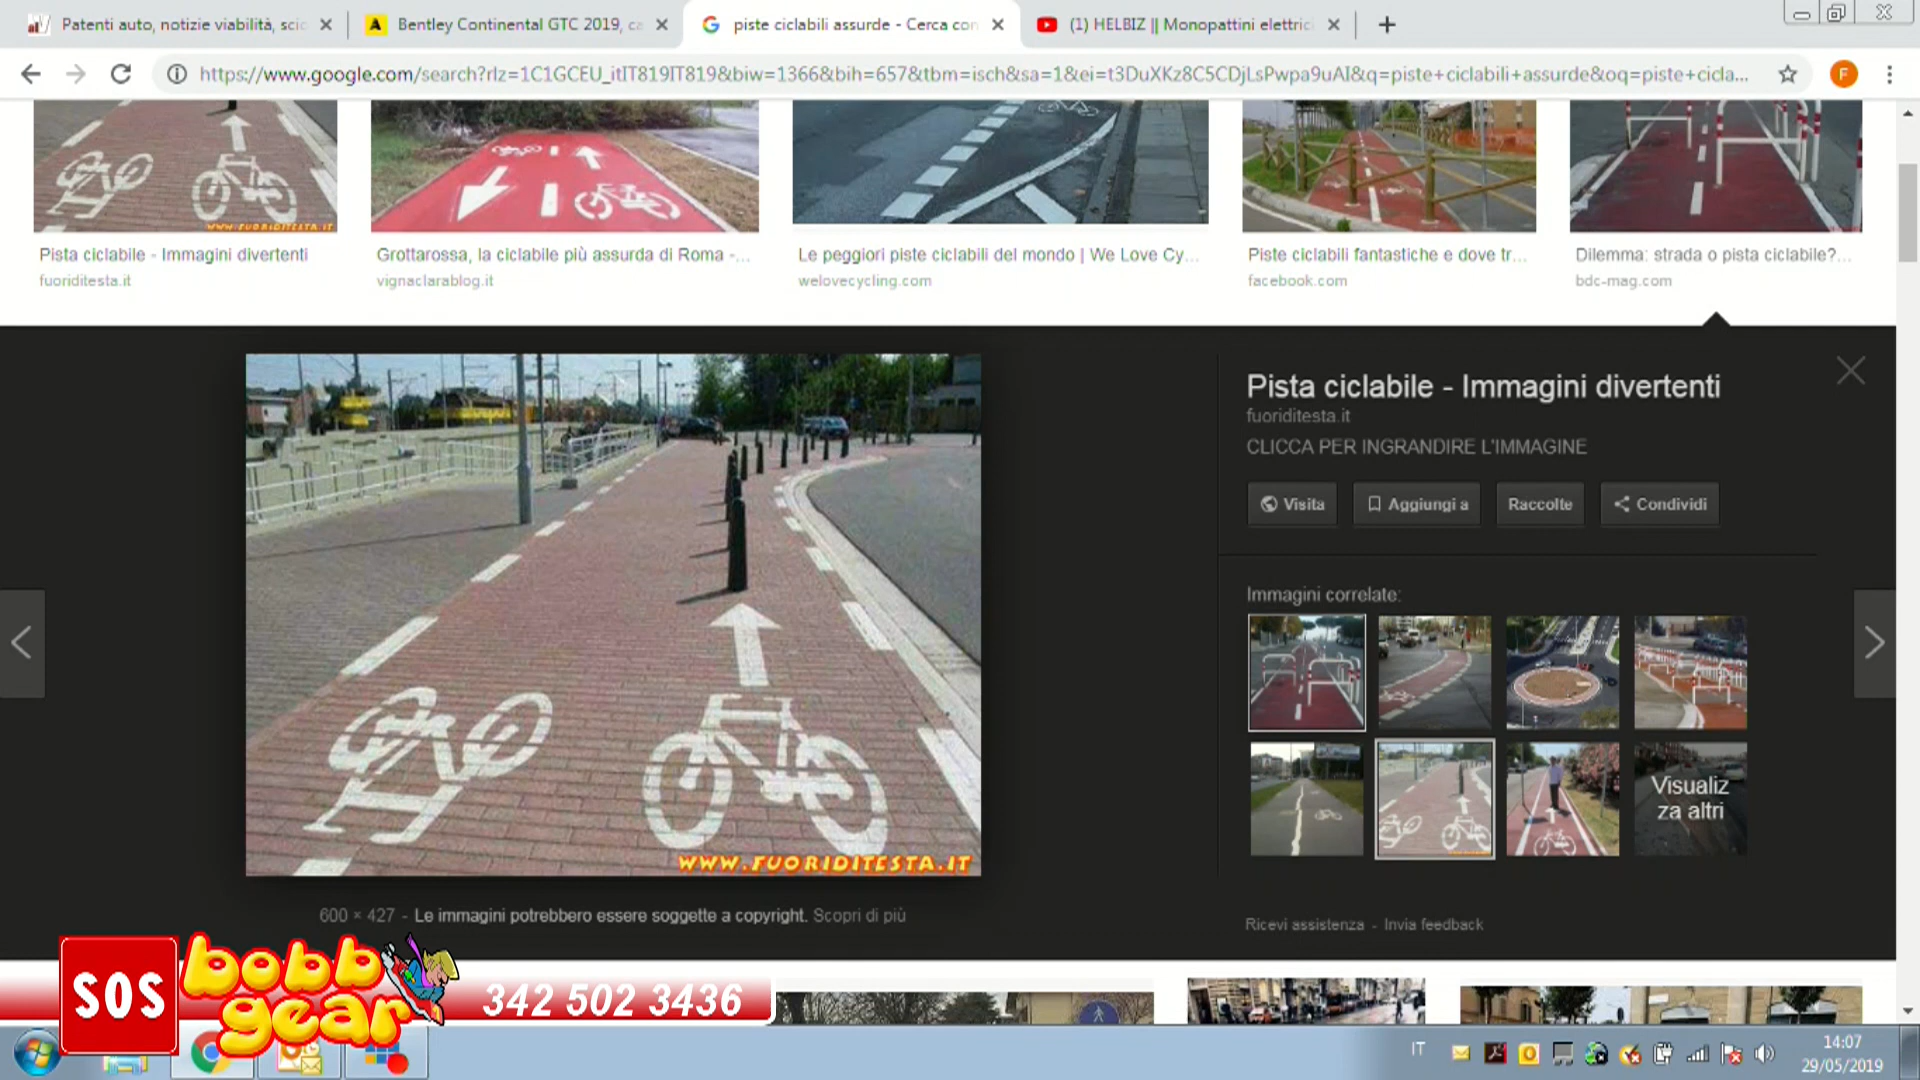 Patenti auto, notizie viabilità, scio
Bentley Continental GTC 2019, ca
piste ciclabili assurde - Cerca con
(1) HELBIZ || Monopattini elettric
https://www.google.com/search?rlz=1C1GCEU_itIT819IT819&biw=1366&bih=657&tbm=isch&sa=1&ei=t3DuXKz8C5CDjLsPwpa9uAI&q=piste+ciclabili+assurde&oq=piste+cicla...
F
WWW.FUORIDITESTA.IT
Pista ciclabile - Immagini divertenti
fuoriditesta.it
Grottarossa, la ciclabile più assurda di Roma -...
vignaclarablog.it
Le peggiori piste ciclabili del mondo | We Love Cy...
welovecycling.com
Piste ciclabili fantastiche e dove tr...
facebook.com
Dilemma: strada o pista ciclabile?...
bdc-mag.com
Pista ciclabile - Immagini divertenti
fuoriditesta.it
CLICCA PER INGRANDIRE L'IMMAGINE
Visita
Aggiungi a
Raccolte
Condividi
Immagini correlate:
Visualiz
za altri
WWW.FUORIDITESTA.IT
600 × 427 - Le immagini potrebbero essere soggette a copyright. Scopri di più
Ricevi assistenza - Invia feedback
SOS
bobb
gear
342 502 3436
IT
14:07
29/05/2019